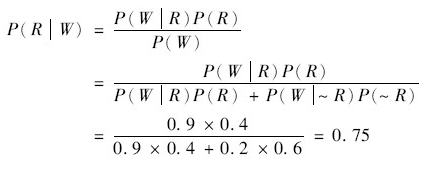 P(R|W) = P(W|R)P(R) / P(W)
= P(W|R)P(R) / P(W|R)P(R) + P(W|~R)P(~R)
= 0.9 × 0.4 / 0.9 × 0.4 + 0.2 × 0.6 = 0.75